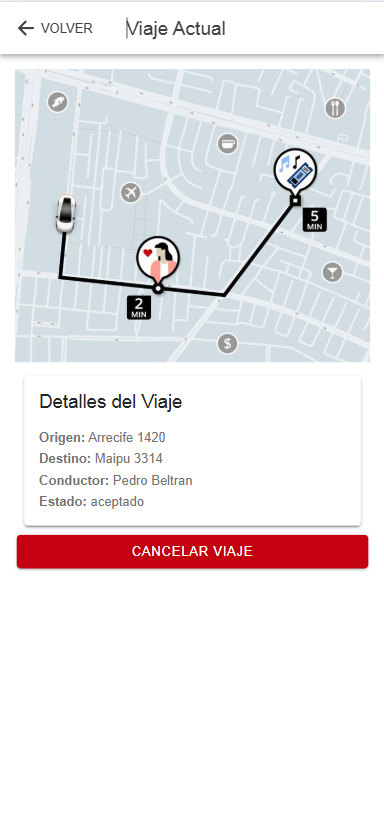 VOLVER
Viaje Actual
5
MIN
2
MIN
$
Detalles del Viaje
Origen: Arrecife 1420
Destino: Maipu 3314
Conductor: Pedro Beltran
Estado: aceptado
CANCELAR VIAJE